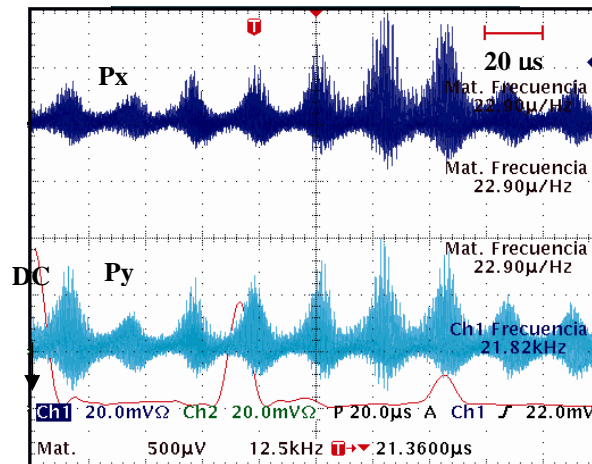 T
20 us
Px
Mat. Frecuencia
22.90µ/Hz
Mat. Frecuencia
22.90µ/Hz
Mat. Frecuencia
22.90µ/Hz
DC
Py
Ch1 Frecuencia
21.82kHz
Ch1 20.0mVΩ Ch2 20.0mVΩ P 20.0µs A Ch1 ƒ 22.0mV
Mat. 500µV 12.5kHz T→▼ 21.3600µs